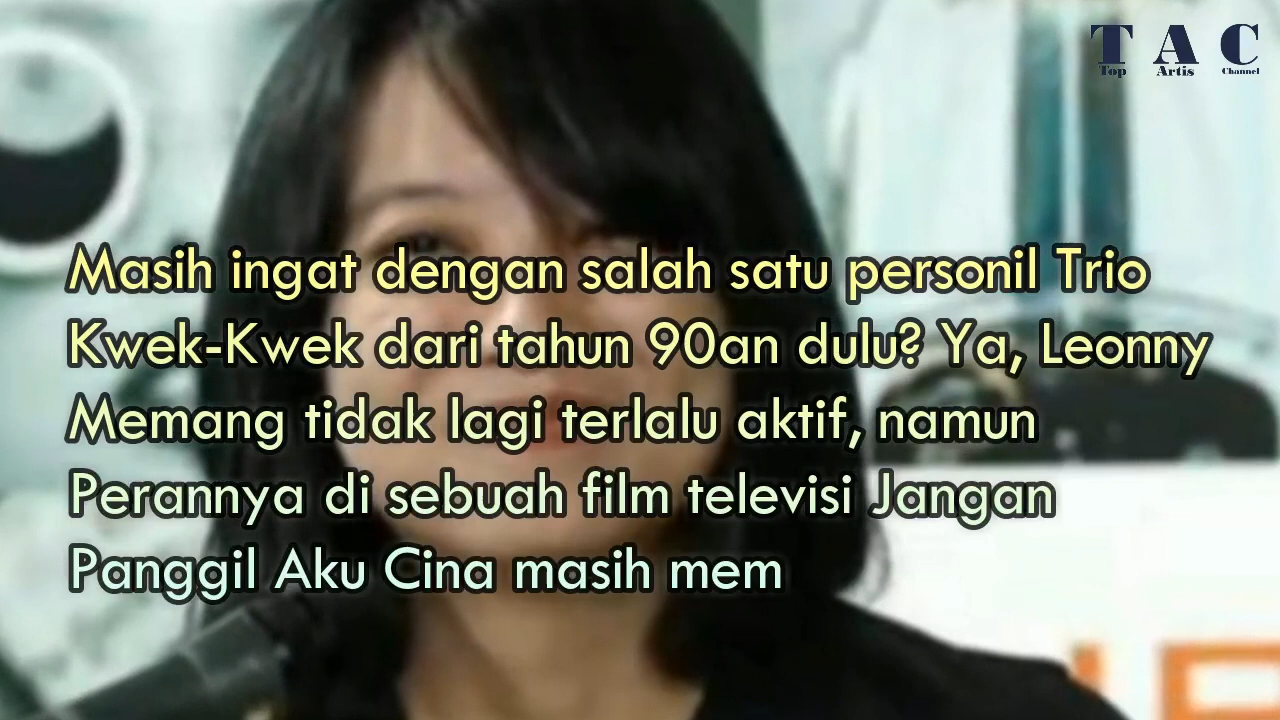 T A C
Top Artis Channel
Masih ingat dengan salah satu personil Trio
Kwek-Kwek dari tahun 90an dulu? Ya, Leonny
Memang tidak lagi terlalu aktif, namun
Perannya di sebuah film televisi Jangan
Panggil Aku Cina masih mem